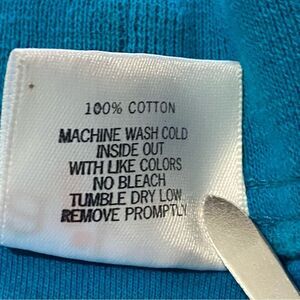 100% COTTON
MACHINE WASH COLD
INSIDE OUT
WITH LIKE COLORS
NO BLEACH
TUMBLE DRY LOW
REMOVE PROMPTLY